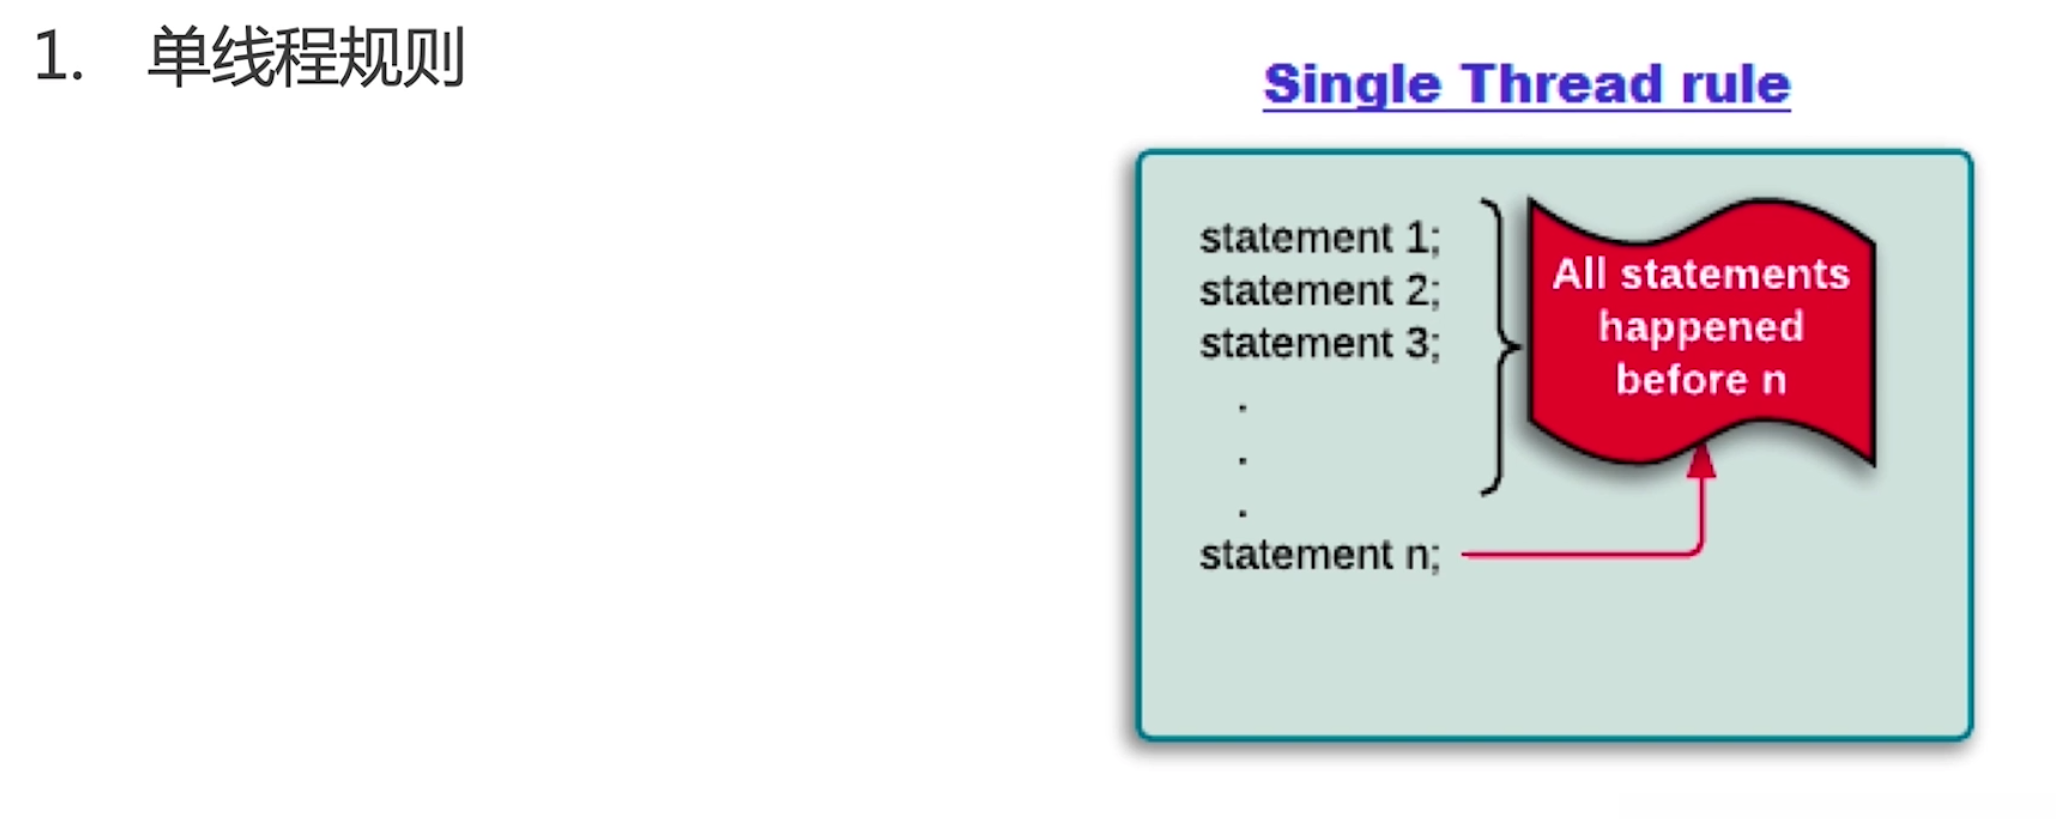 1. 单线程规则
Single Thread rule
statement 1;
statement 2;
statement 3;
.
.
.
statement n;
All statements
happened
before n